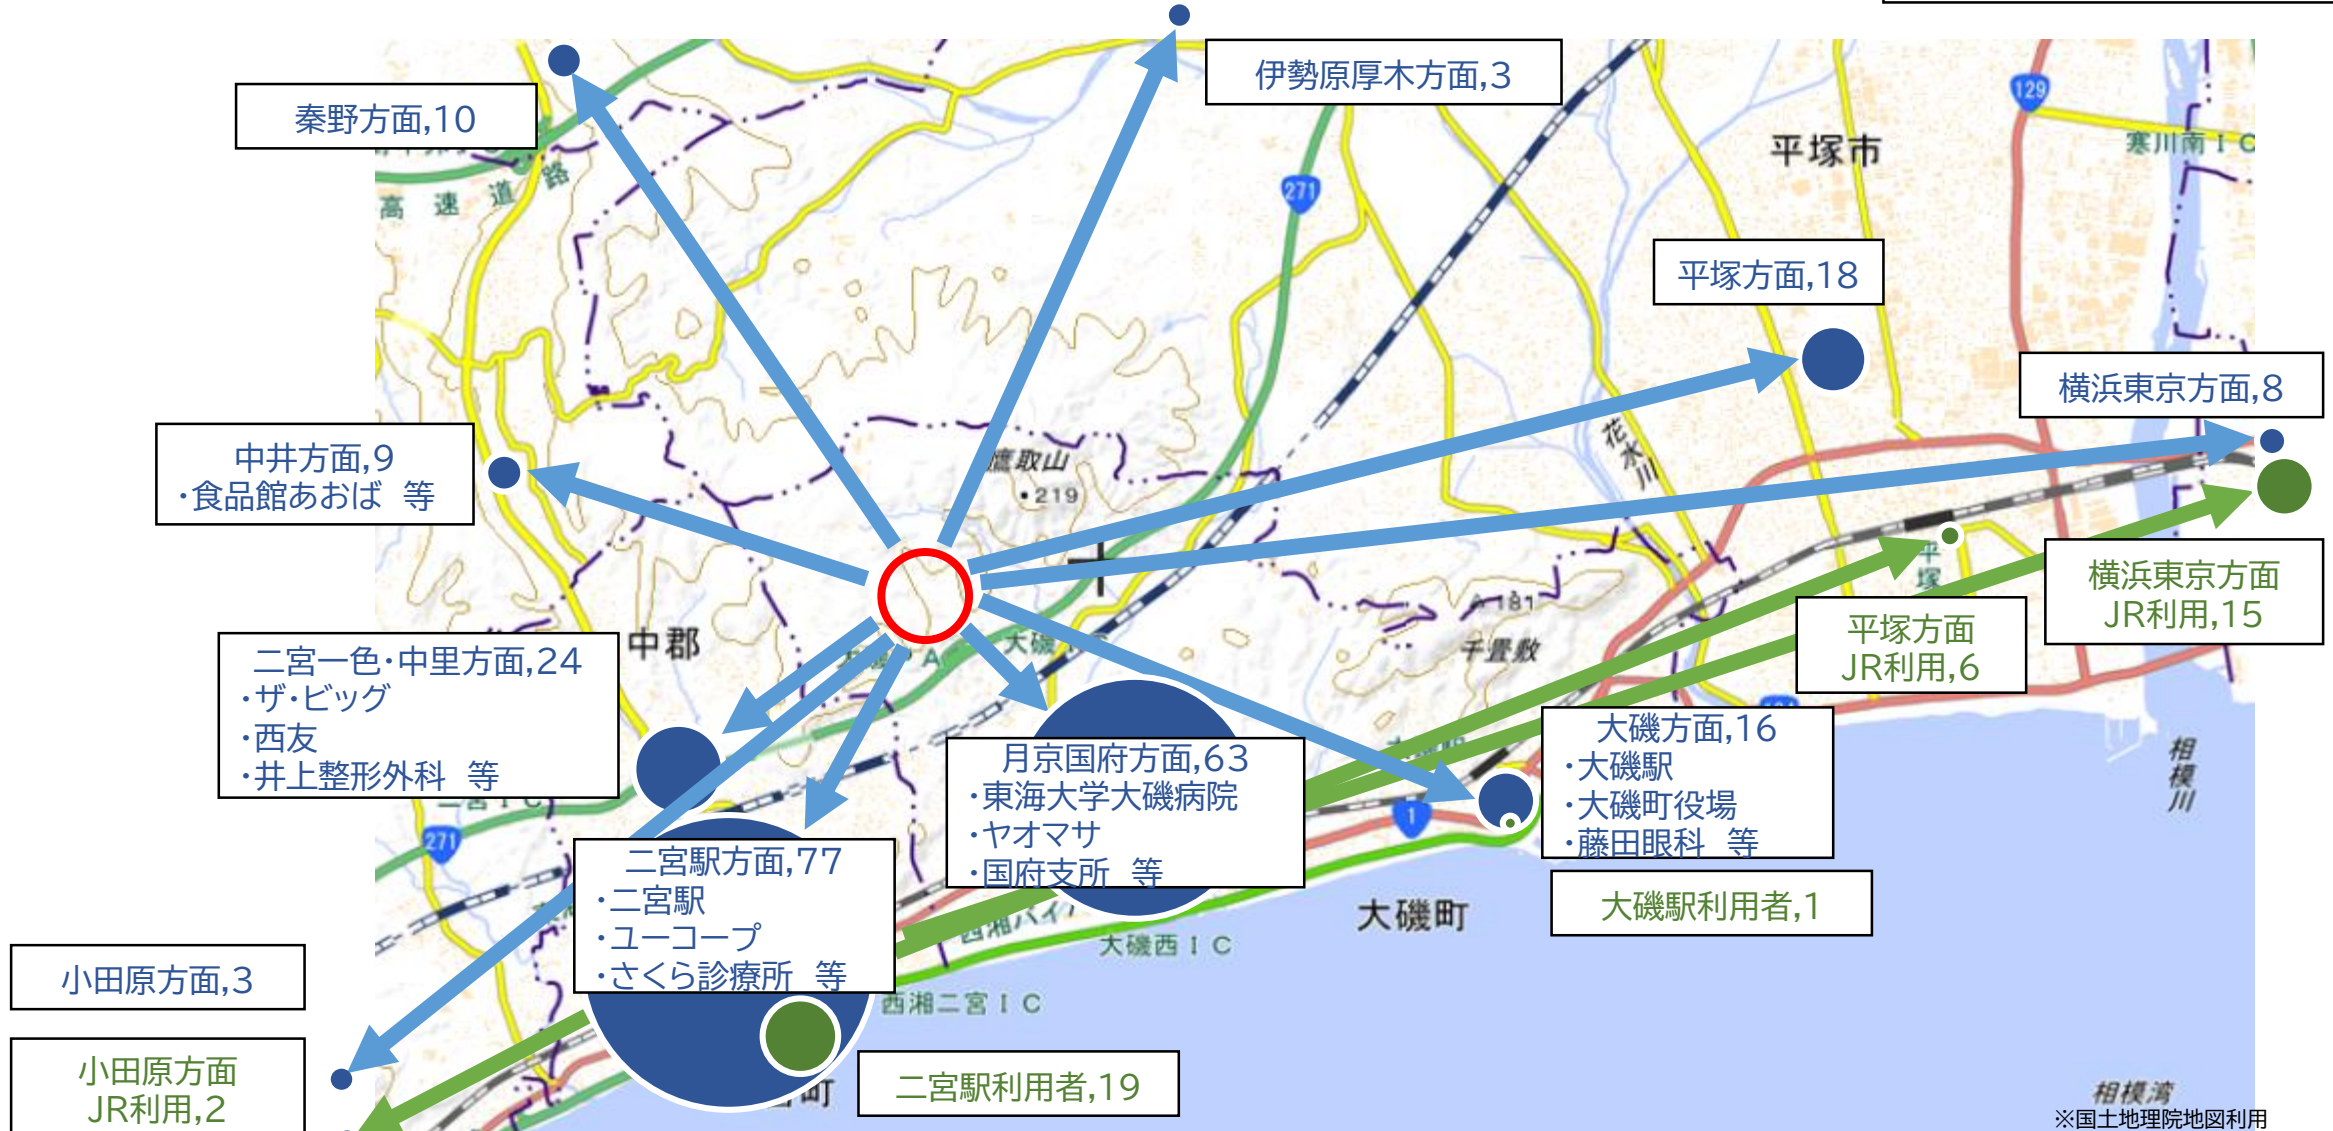 伊勢原厚木方面,3
秦野方面,10
129
平塚市
寒川南IC
高速道路
271
平塚方面,18
横浜東京方面,8
花水川
中井方面,9
・食品館あおば 等
鷹取山
・219
平塚
横浜東京方面
JR利用,15
181
千畳敷
平塚方面
JR利用,6
中郡
二宮一色・中里方面,24
・ザ・ビッグ
・西友
・井上整形外科 等
月京国府方面,63
・東海大学大磯病院
・ヤオマサ
・国府支所 等
大磯方面,16
・大磯駅
・大磯町役場
・藤田眼科 等
相模川
1
271
二宮IC
二宮駅方面,77
・二宮駅
・ユーコープ
・さくら診療所 等
大磯駅利用者,1
大磯町
大磯西IC
西湘二宮IC
小田原方面,3
小田原方面
JR利用,2
二宮駅利用者,19
相模湾
※国土地理院地図利用